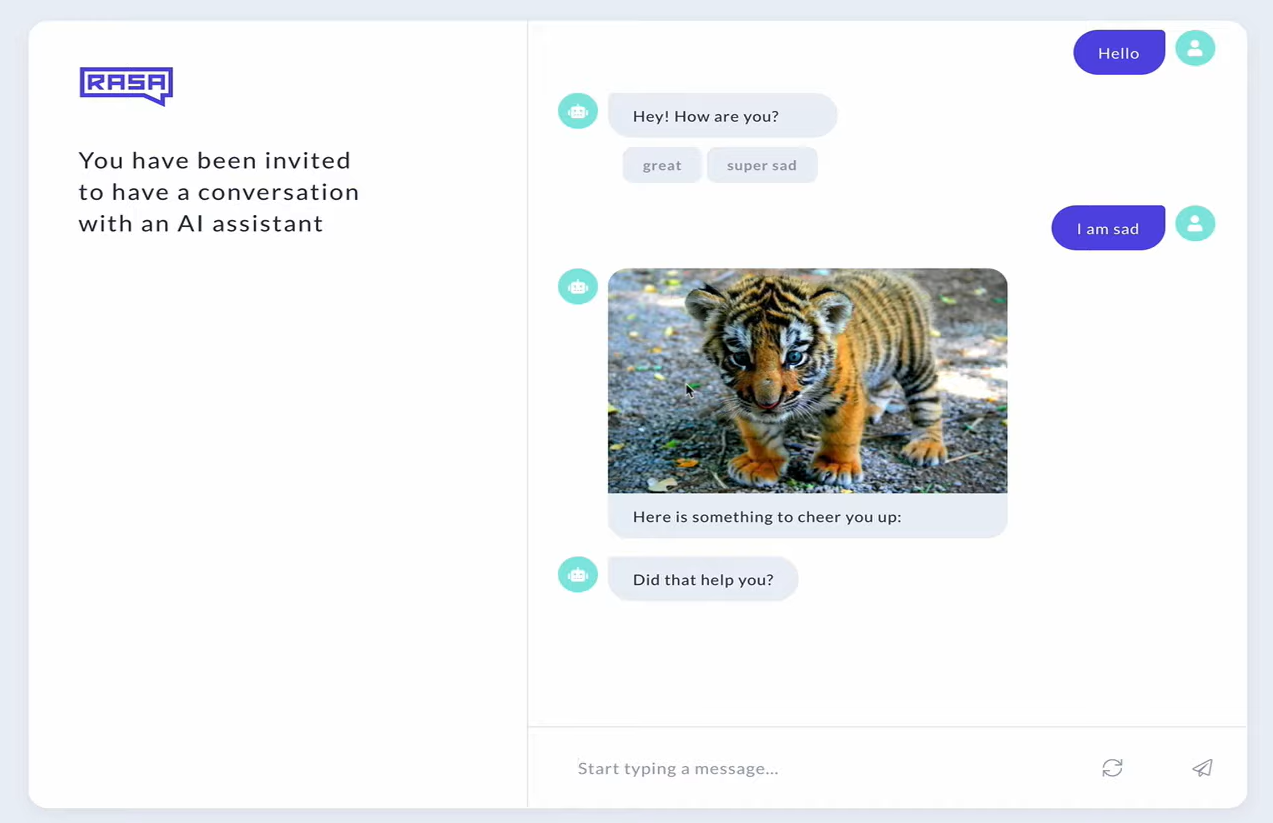 RASA
You have been invited
to have a conversation
with an AI assistant
Hello
Hey! How are you?
great
super sad
I am sad
Here is something to cheer you up:
Did that help you?
Start typing a message...